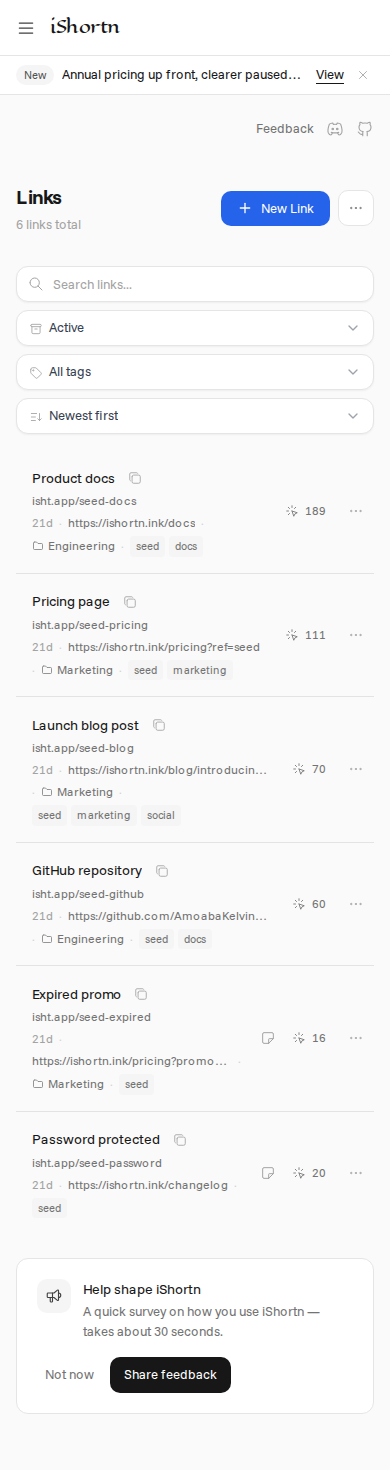 iShortn
New Annual pricing up front, clearer paused... View
Feedback
Links
6 links total
New Link
Search links...
Active
All tags
Newest first
Product docs
isht.app/seed-docs
21d · https://ishortn.ink/docs ·
Engineering · seed docs
189
Pricing page
isht.app/seed-pricing
21d · https://ishortn.ink/pricing?ref=seed
· Marketing · seed marketing
111
Launch blog post
isht.app/seed-blog
21d · https://ishortn.ink/blog/introducin...
· Marketing ·
seed marketing social
70
GitHub repository
isht.app/seed-github
21d · https://github.com/AmoabaKelvin...
· Engineering · seed docs
60
Expired promo
isht.app/seed-expired
21d ·
https://ishortn.ink/pricing?promo... ·
Marketing · seed
16
Password protected
isht.app/seed-password
21d · https://ishortn.ink/changelog ·
seed
20
Help shape iShortn
A quick survey on how you use iShortn —
takes about 30 seconds.
Not now Share feedback